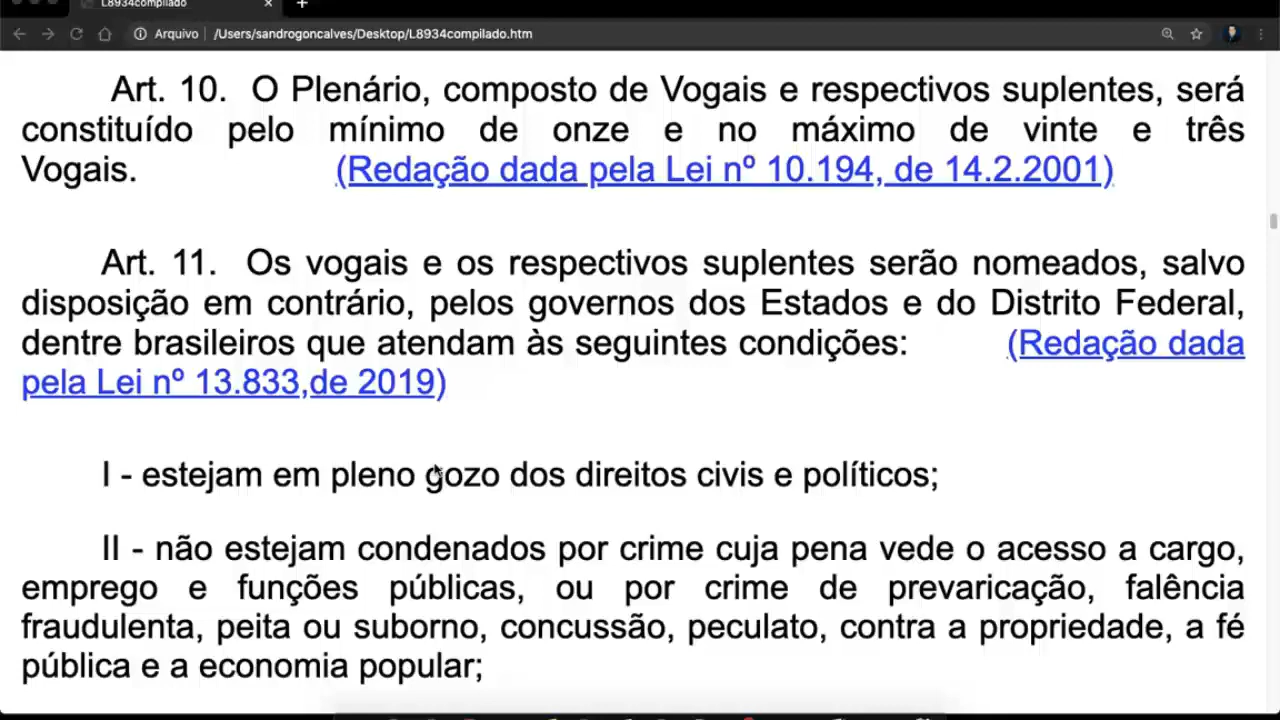 L8934compilado
Arquivo | /Users/sandrogoncalves/Desktop/L8934compilado.htm
Art. 10. O Plenário, composto de Vogais e respectivos suplentes, será
constituído pelo mínimo de onze e no máximo de vinte e três
Vogais. (Redação dada pela Lei nº 10.194, de 14.2.2001)
Art. 11. Os vogais e os respectivos suplentes serão nomeados, salvo
disposição em contrário, pelos governos dos Estados e do Distrito Federal,
dentre brasileiros que atendam às seguintes condições: (Redação dada
pela Lei nº 13.833,de 2019)
I - estejam em pleno gozo dos direitos civis e políticos;
II - não estejam condenados por crime cuja pena vede o acesso a cargo,
emprego e funções públicas, ou por crime de prevaricação, falência
fraudulenta, peita ou suborno, concussão, peculato, contra a propriedade, a fé
pública e a economia popular;